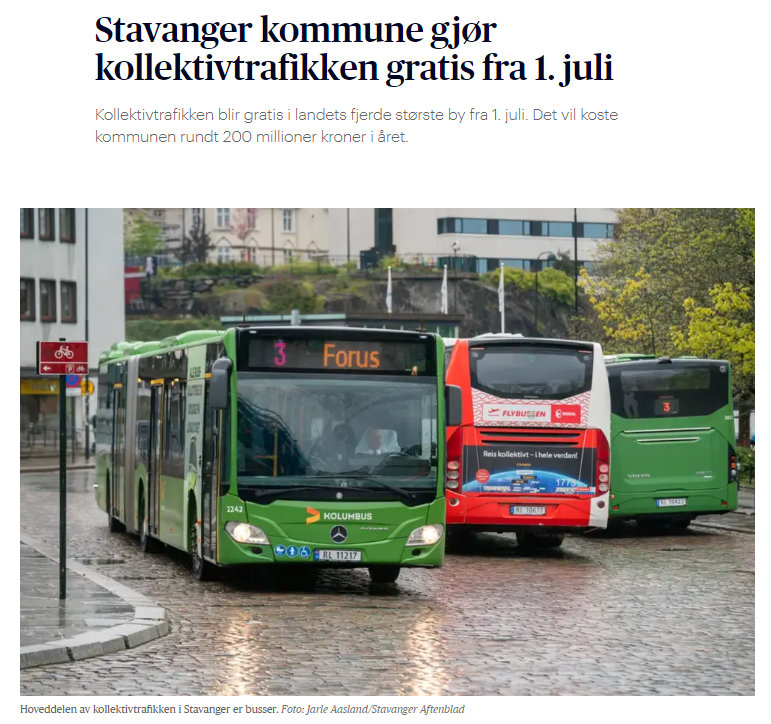 Stavanger kommune gjør
kollektivtrafikken gratis fra 1. juli
Kollektivtrafikken blir gratis i landets fjerde største by fra 1. juli. Det vil koste
kommunen rundt 200 millioner kroner i året.
3 Forus
FLYBUSSEN
Reis kollektivt – i hele verden!
3
2242
KOLUMBUS
RL 11217
RL 10677
Hoveddelen av kollektivtrafikken i Stavanger er busser. Foto: Jarle Aasland/Stavanger Aftenblad